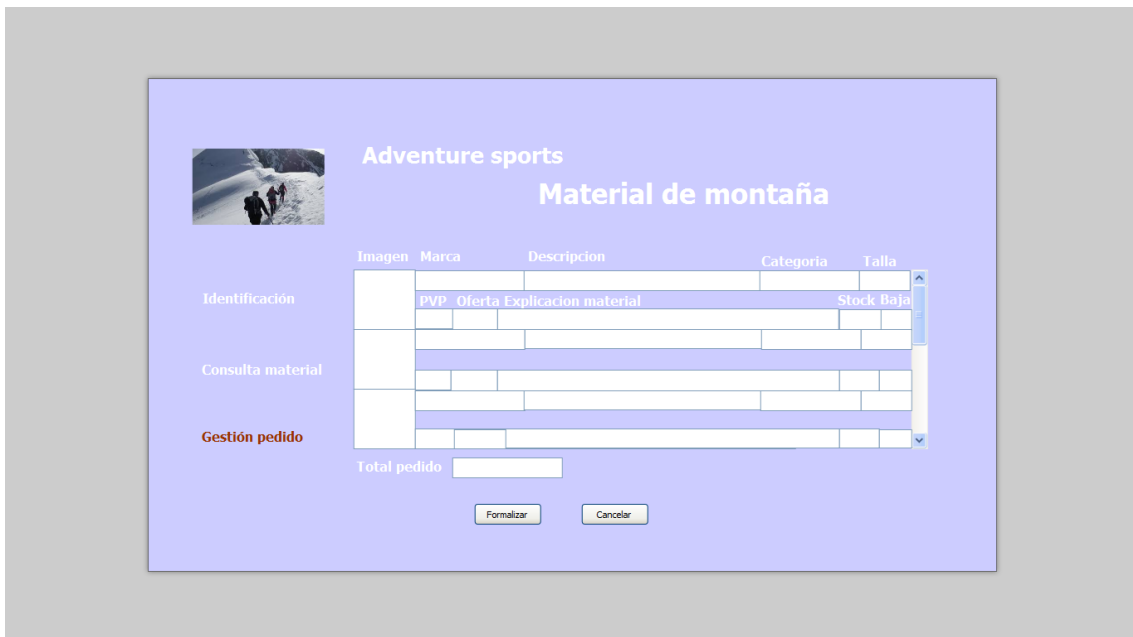 Adventure sports
Material de montaña
Imagen Marca Descripcion Categoria Talla
Identificación
PVP Oferta Explicacion material Stock Baja
Consulta material
Gestión pedido
Total pedido
Formalizar Cancelar